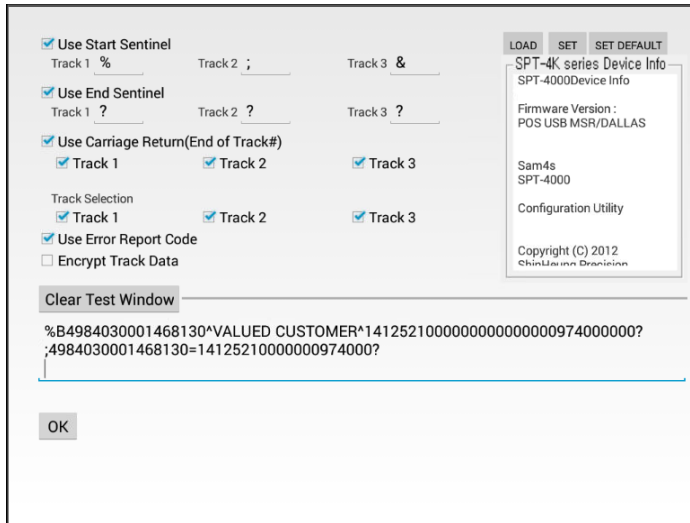 Use Start Sentinel
Track 1 % Track 2 ; Track 3 &
Use End Sentinel
Track 1 ? Track 2 ? Track 3 ?
Use Carriage Return(End of Track#)
Track 1 Track 2 Track 3
Track Selection
Track 1 Track 2 Track 3
Use Error Report Code
Encrypt Track Data
LOAD SET SET DEFAULT
SPT-4K series Device Info
SPT-4000Device Info
Firmware Version :
POS USB MSR/DALLAS
Sam4s
SPT-4000
Configuration Utility
Copyright (C) 2012
ShinHeung Precision
Clear Test Window
%B4984030001468130^VALUED CUSTOMER^14125210000000000000000974000000?
;4984030001468130=14125210000000974000?
OK